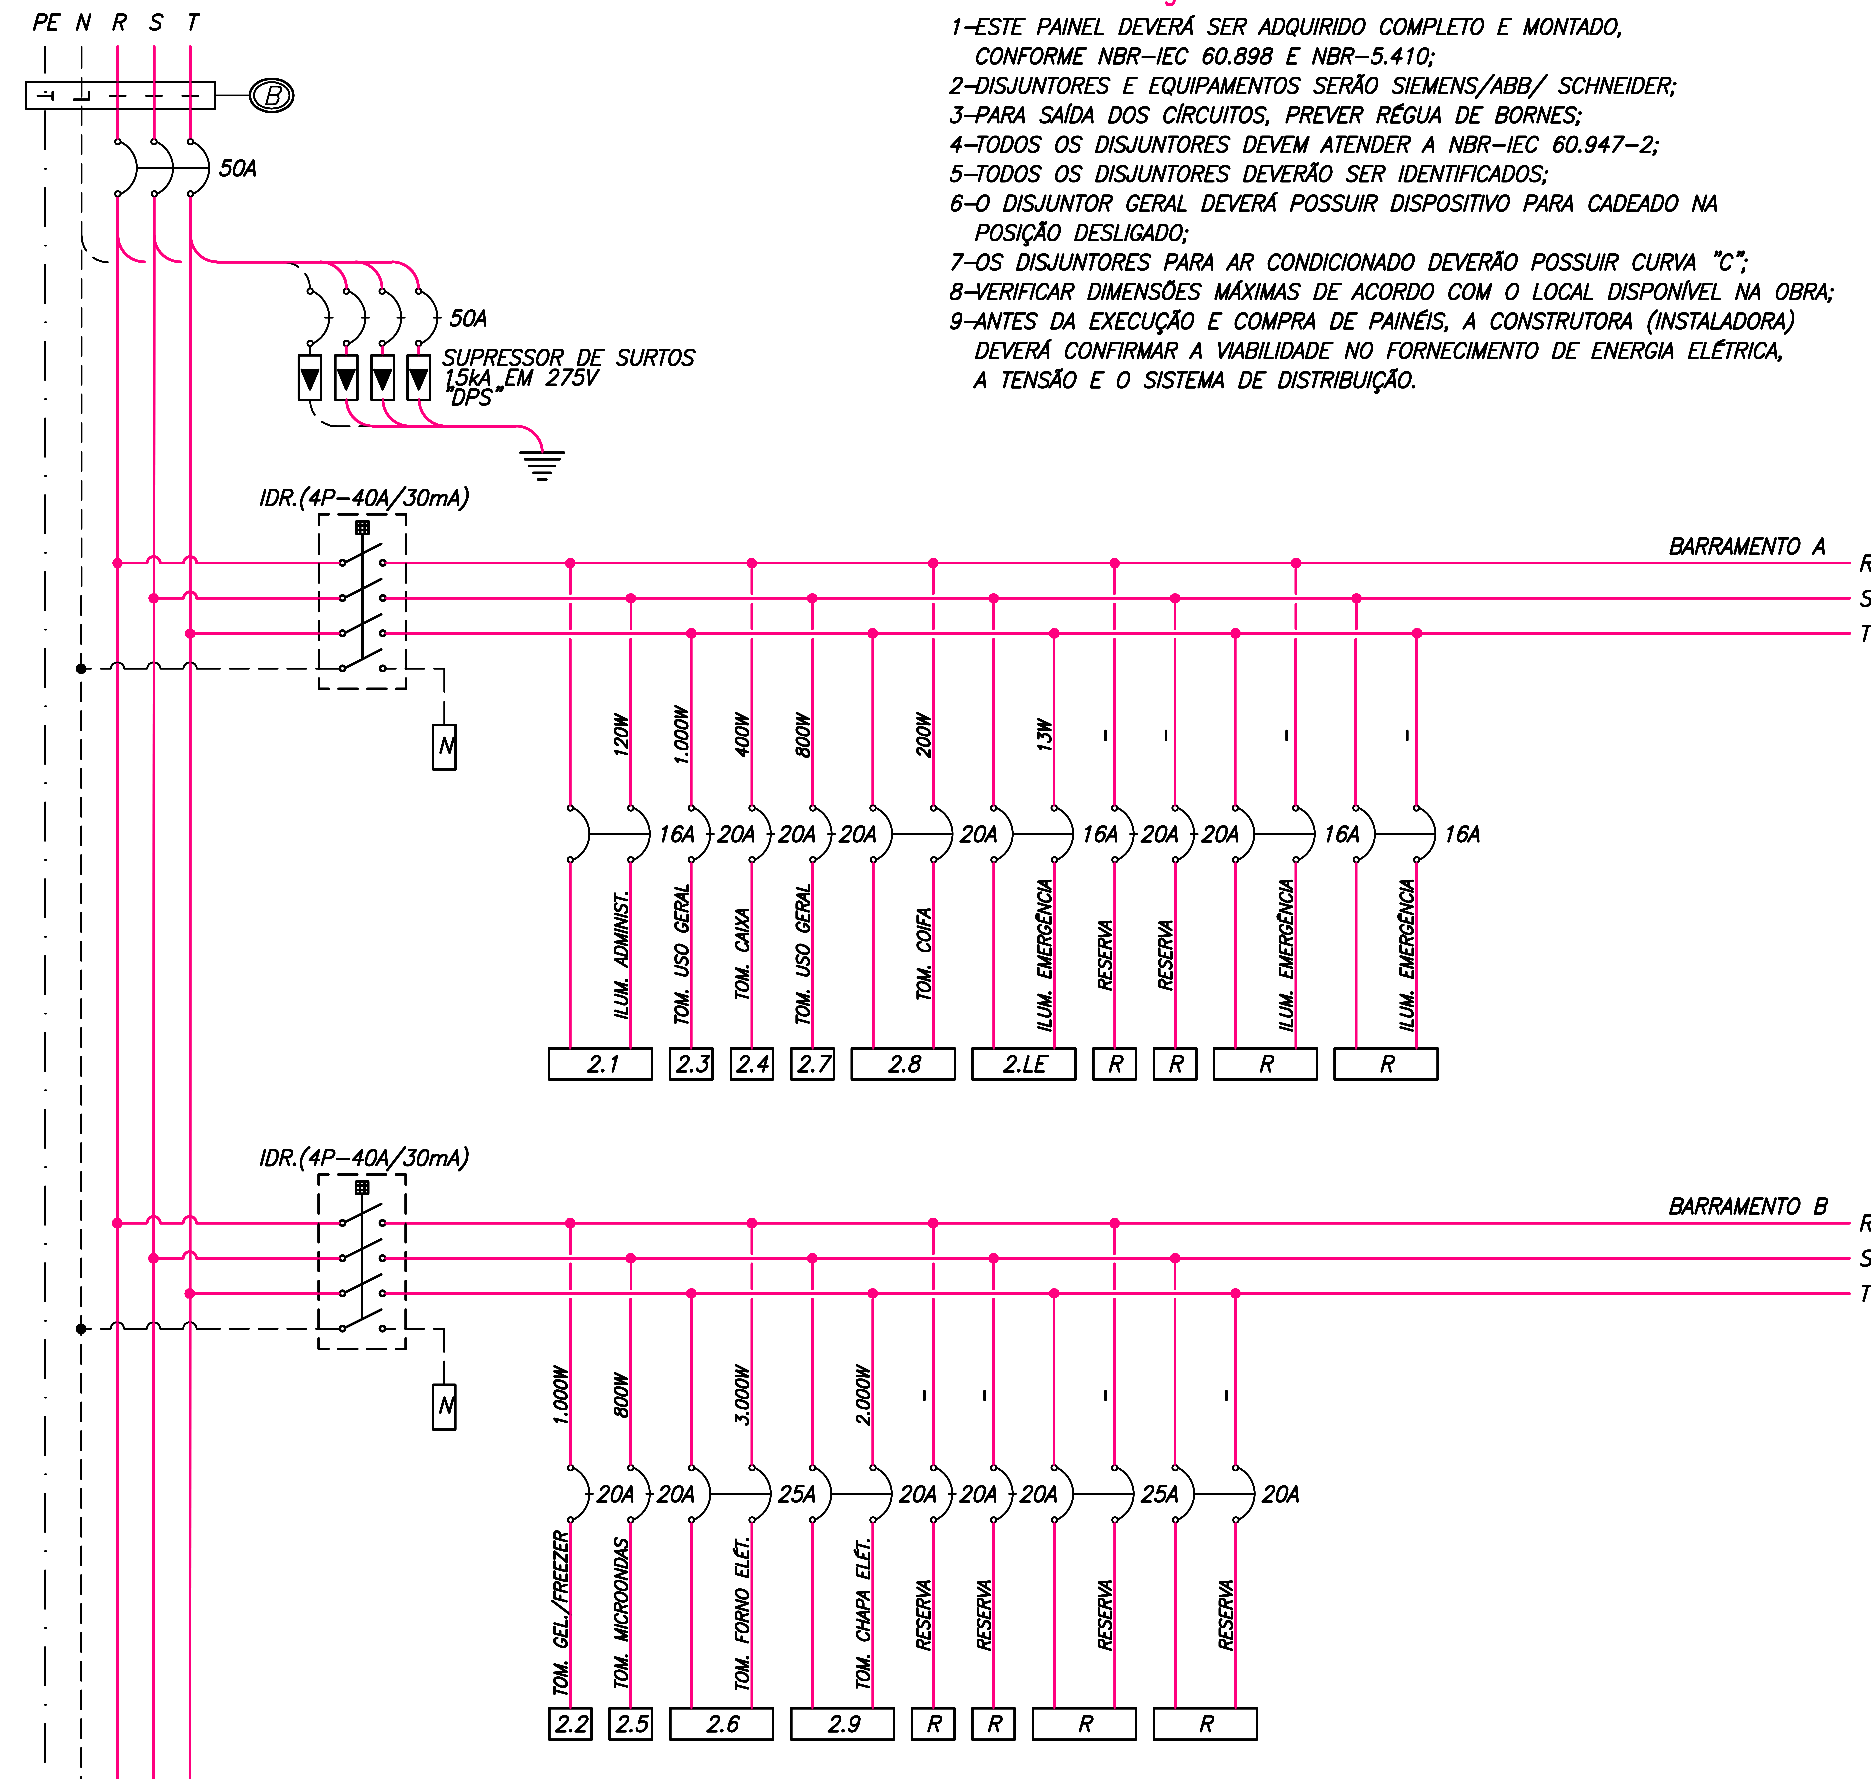 PE N R S T
B
50A
1-ESTE PAINEL DEVERÁ SER ADQUIRIDO COMPLETO E MONTADO,
CONFORME NBR-IEC 60.898 E NBR-5.410;
2-DISJUNTORES E EQUIPAMENTOS SERÃO SIEMENS/ABB/ SCHNEIDER;
3-PARA SAÍDA DOS CÍRCUITOS, PREVER RÉGUA DE BORNES;
4-TODOS OS DISJUNTORES DEVEM ATENDER A NBR-IEC 60.947-2;
5-TODOS OS DISJUNTORES DEVERÃO SER IDENTIFICADOS;
6-O DISJUNTOR GERAL DEVERÁ POSSUIR DISPOSITIVO PARA CADEADO NA
POSIÇÃO DESLIGADO;
7-OS DISJUNTORES PARA AR CONDICIONADO DEVERÃO POSSUIR CURVA "C";
8-VERIFICAR DIMENSÕES MÁXIMAS DE ACORDO COM O LOCAL DISPONÍVEL NA OBRA;
9-ANTES DA EXECUÇÃO E COMPRA DE PAINÉIS, A CONSTRUTORA (INSTALADORA)
DEVERÁ CONFIRMAR A VIABILIDADE NO FORNECIMENTO DE ENERGIA ELÉTRICA,
A TENSÃO E O SISTEMA DE DISTRIBUIÇÃO.
50A
SUPRESSOR DE SURTOS
15kA EM 275V
"DPS"
IDR.(4P-40A/30mA)
BARRAMENTO A
R
S
T
N
120W 1.000W 400W 800W 200W 13W - - - -
16A 20A 20A 20A 20A 16A 20A 20A 16A 16A
ILUM. ADMINIST.
TOM. USO GERAL
TOM. CAIXA
TOM. USO GERAL
TOM. COIFA
ILUM. EMERGÊNCIA
RESERVA
RESERVA
ILUM. EMERGÊNCIA
ILUM. EMERGÊNCIA
2.1 2.3 2.4 2.7 2.8 2.LE R R R R
IDR.(4P-40A/30mA)
BARRAMENTO B
R
S
T
N
1.000W 800W 3.000W 2.000W - - - -
20A 20A 25A 20A 20A 20A 25A 20A
TOM. GEL./FREEZER
TOM. MICROONDAS
TOM. FORNO ELÉT.
TOM. CHAPA ELÉT.
RESERVA
RESERVA
RESERVA
RESERVA
2.2 2.5 2.6 2.9 R R R R